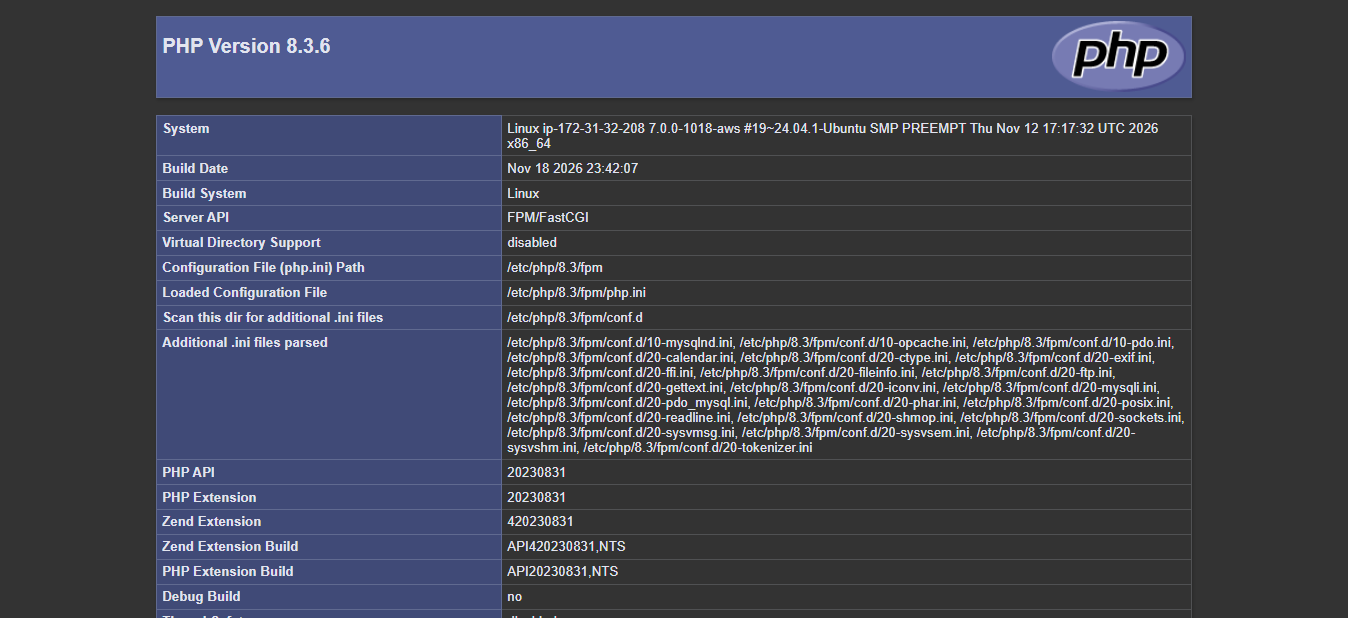 PHP Version 8.3.6
php
System
Linux ip-172-31-32-208 7.0.0-1018-aws #19~24.04.1-Ubuntu SMP PREEMPT Thu Nov 12 17:17:32 UTC 2026
x86_64
Build Date
Nov 18 2026 23:42:07
Build System
Linux
Server API
FPM/FastCGI
Virtual Directory Support
disabled
Configuration File (php.ini) Path
/etc/php/8.3/fpm
Loaded Configuration File
/etc/php/8.3/fpm/php.ini
Scan this dir for additional .ini files
/etc/php/8.3/fpm/conf.d
Additional .ini files parsed
/etc/php/8.3/fpm/conf.d/10-mysqlnd.ini, /etc/php/8.3/fpm/conf.d/10-opcache.ini, /etc/php/8.3/fpm/conf.d/10-pdo.ini,
/etc/php/8.3/fpm/conf.d/20-calendar.ini, /etc/php/8.3/fpm/conf.d/20-ctype.ini, /etc/php/8.3/fpm/conf.d/20-exif.ini,
/etc/php/8.3/fpm/conf.d/20-ffi.ini, /etc/php/8.3/fpm/conf.d/20-fileinfo.ini, /etc/php/8.3/fpm/conf.d/20-ftp.ini,
/etc/php/8.3/fpm/conf.d/20-gettext.ini, /etc/php/8.3/fpm/conf.d/20-iconv.ini, /etc/php/8.3/fpm/conf.d/20-mysqli.ini,
/etc/php/8.3/fpm/conf.d/20-pdo_mysql.ini, /etc/php/8.3/fpm/conf.d/20-phar.ini, /etc/php/8.3/fpm/conf.d/20-posix.ini,
/etc/php/8.3/fpm/conf.d/20-readline.ini, /etc/php/8.3/fpm/conf.d/20-shmop.ini, /etc/php/8.3/fpm/conf.d/20-sockets.ini,
/etc/php/8.3/fpm/conf.d/20-sysvmsg.ini, /etc/php/8.3/fpm/conf.d/20-sysvsem.ini, /etc/php/8.3/fpm/conf.d/20-
sysvshm.ini, /etc/php/8.3/fpm/conf.d/20-tokenizer.ini
PHP API
20230831
PHP Extension
20230831
Zend Extension
420230831
Zend Extension Build
API420230831,NTS
PHP Extension Build
API20230831,NTS
Debug Build
no